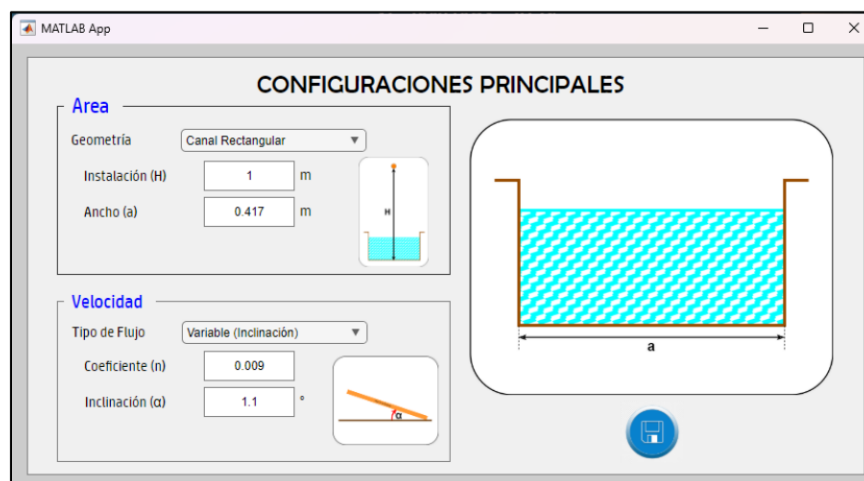 MATLAB App
CONFIGURACIONES PRINCIPALES
Area
Geometría Canal Rectangular
Instalación (H) 1 m
Ancho (a) 0.417 m
H
Velocidad
Tipo de Flujo Variable (Inclinación)
Coeficiente (n) 0.009
Inclinación (α) 1.1 °
α
a